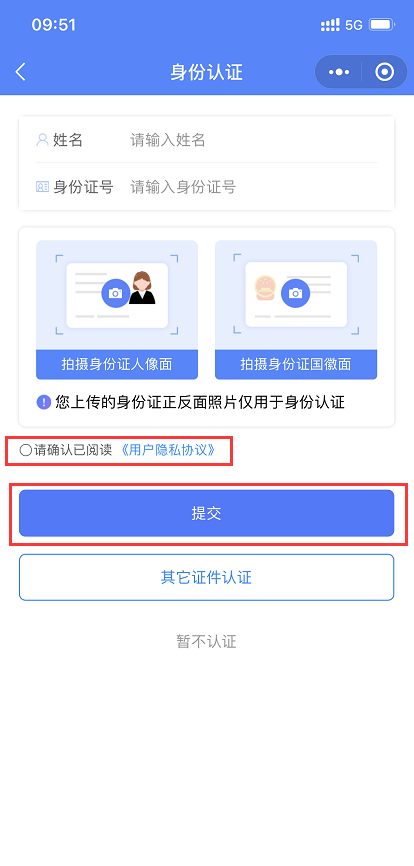 09:51
5G
身份认证
姓名 请输入姓名
身份证号 请输入身份证号
拍摄身份证人像面 拍摄身份证国徽面
您上传的身份证正反面照片仅用于身份认证
请确认已阅读 《用户隐私协议》
提交
其它证件认证
暂不认证